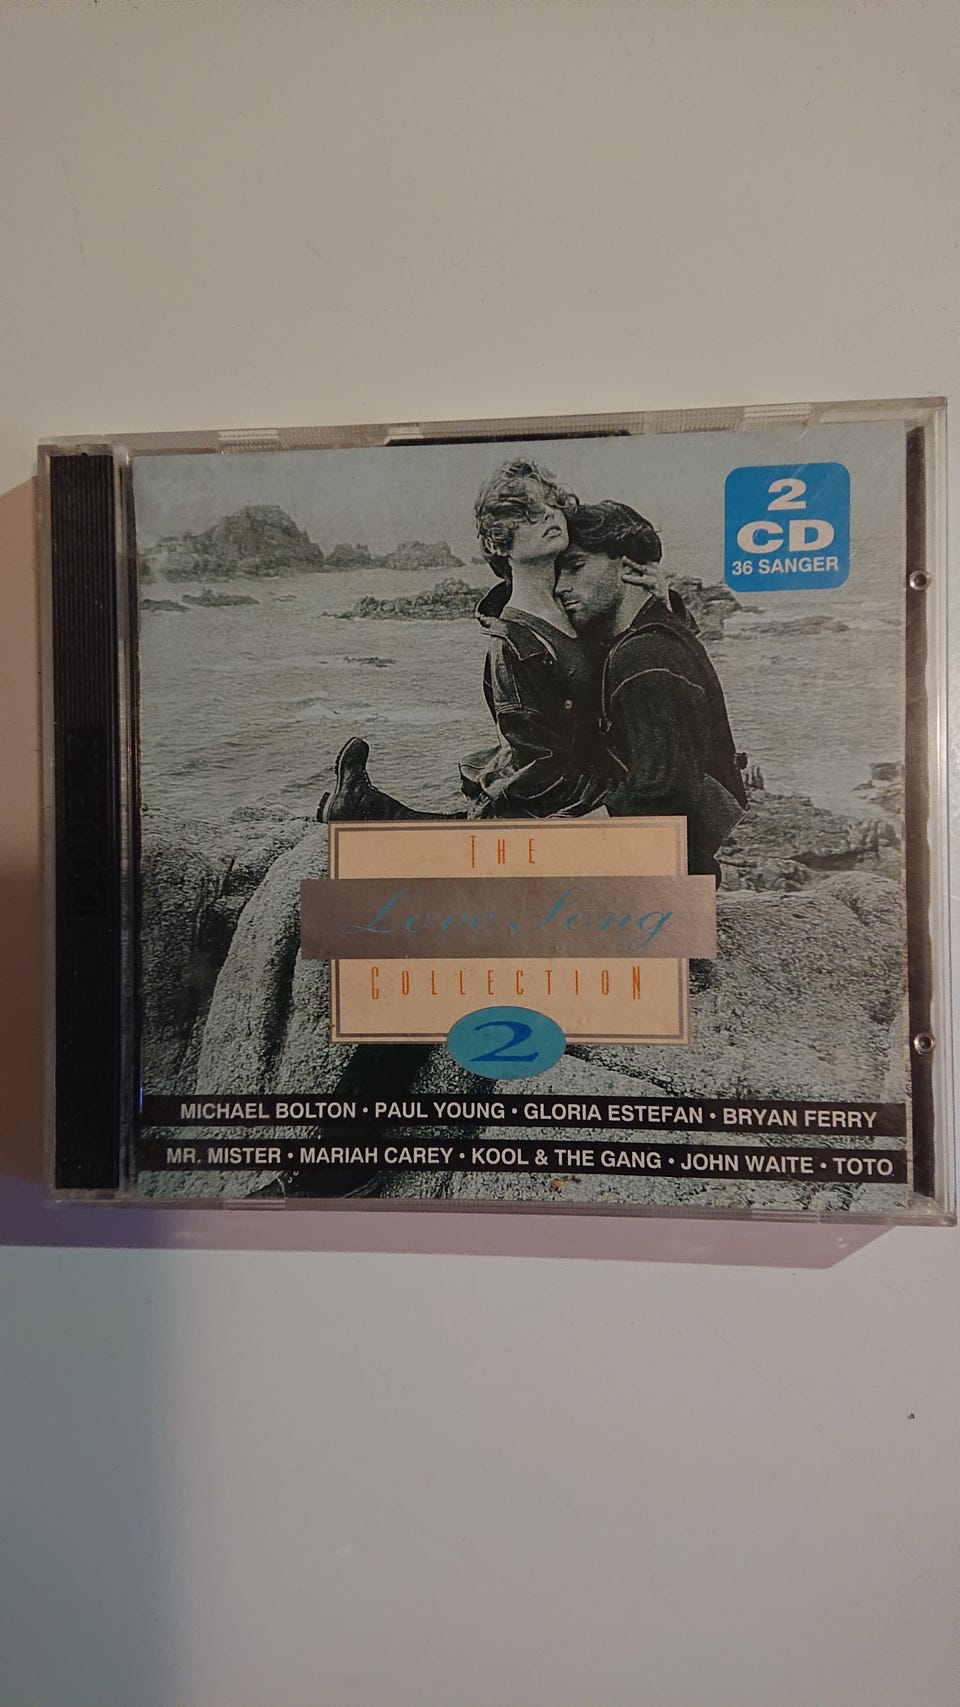 2
CD
36 SANGER
THE
Love Song
COLLECTION
2
MICHAEL BOLTON • PAUL YOUNG • GLORIA ESTEFAN • BRYAN FERRY
MR. MISTER • MARIAH CAREY • KOOL & THE GANG • JOHN WAITE • TOTO
DOUBLE